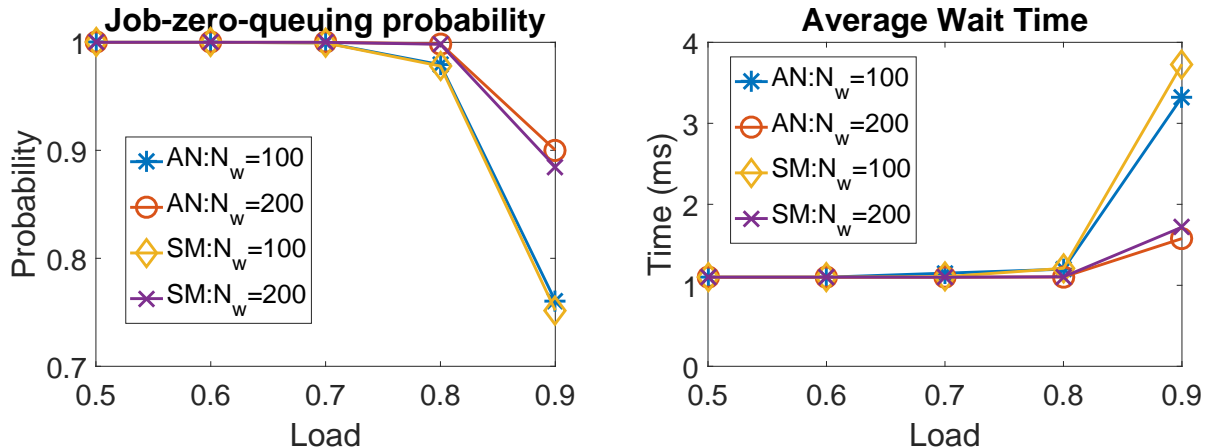 Job-zero-queuing probability
1
0.9
0.8
0.7
Probability
AN:N_w=100
AN:N_w=200
SM:N_w=100
SM:N_w=200
0.5 0.6 0.7 0.8 0.9
Load
Average Wait Time
4
3
2
1
0
Time (ms)
AN:N_w=100
AN:N_w=200
SM:N_w=100
SM:N_w=200
0.5 0.6 0.7 0.8 0.9
Load